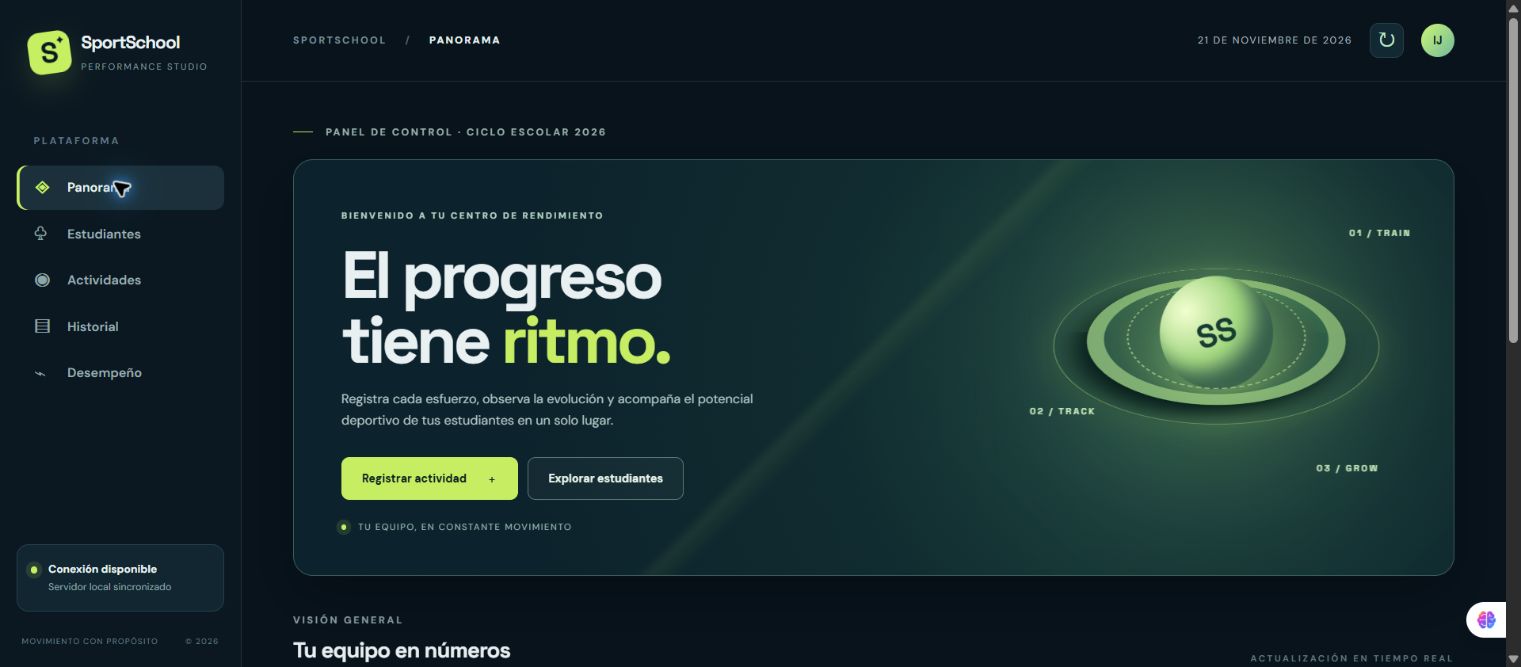 S
SportSchool
PERFORMANCE STUDIO
PLATAFORMA
Estudiantes
Actividades
Historial
Desempeño
Conexión disponible
Servidor local sincronizado
MOVIMIENTO CON PROPÓSITO © 2026
SPORTSCHOOL / PANORAMA
21 DE NOVIEMBRE DE 2026
IJ
PANEL DE CONTROL · CICLO ESCOLAR 2026
BIENVENIDO A TU CENTRO DE RENDIMIENTO
El progreso
tiene ritmo.
Registra cada esfuerzo, observa la evolución y acompaña el potencial
deportivo de tus estudiantes en un solo lugar.
Registrar actividad +
Explorar estudiantes
TU EQUIPO, EN CONSTANTE MOVIMIENTO
01 / TRAIN
SS
02 / TRACK
03 / GROW
VISIÓN GENERAL
Tu equipo en números
ACTUALIZACIÓN EN TIEMPO REAL